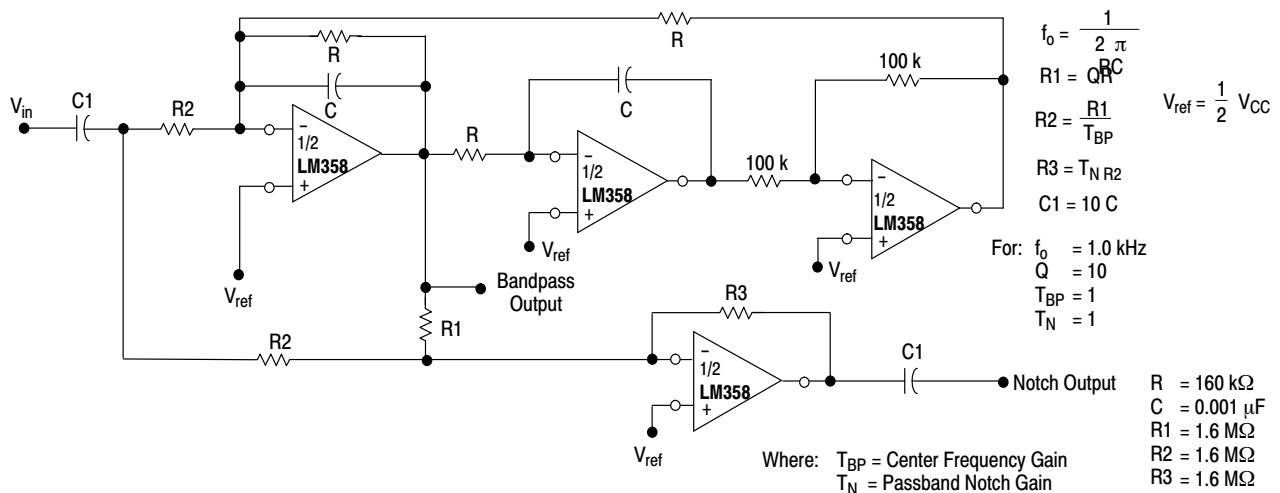 R
R
C
C1
V_in
R2
– 1/2 LM358 +
V_ref
R
C
– 1/2 LM358 +
V_ref
100 k
100 k
– 1/2 LM358 +
V_ref
Bandpass
Output
R1
R2
R3
– 1/2 LM358 +
V_ref
C1
Notch Output
f_o = 1 / 2 π RC
R1 = QR
R2 = R1 / T_BP
R3 = T_N R2
C1 = 10 C
V_ref = 1/2 V_CC
For: f_o = 1.0 kHz
Q = 10
T_BP = 1
T_N = 1
R = 160 kΩ
C = 0.001 μF
R1 = 1.6 MΩ
R2 = 1.6 MΩ
R3 = 1.6 MΩ
Where: T_BP = Center Frequency Gain
T_N = Passband Notch Gain